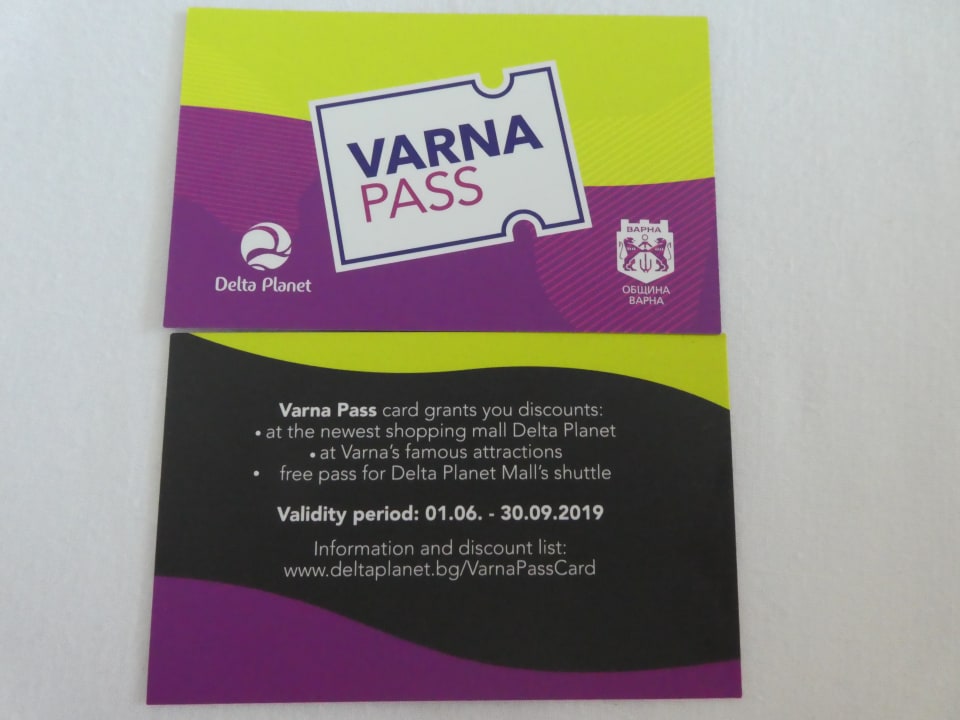 VARNA
PASS
Delta Planet
ВАРНА
ОБЩИНА
ВАРНА
Varna Pass card grants you discounts:
• at the newest shopping mall Delta Planet
• at Varna's famous attractions
• free pass for Delta Planet Mall's shuttle
Validity period: 01.06. - 30.09.2019
Information and discount list:
www.deltaplanet.bg/VarnaPassCard